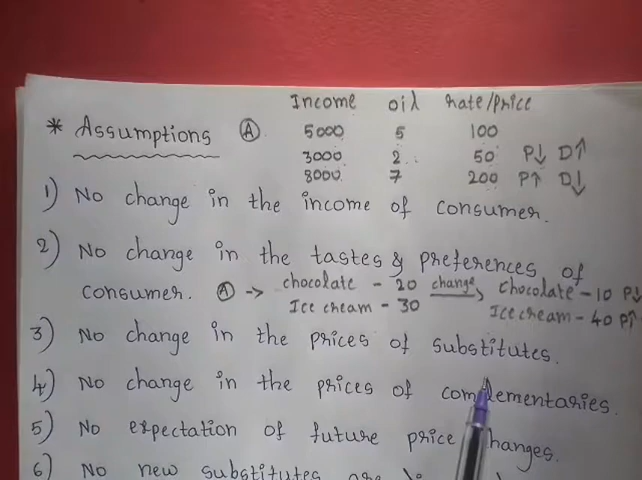 Income oil rate/price
* Assumptions Ⓐ 5000 5 100
3000 2 50 P↓ D↑
8000 7 200 P↑ D↓
1) No change in the income of consumer.
2) No change in the tastes & preferences of
consumer. Ⓐ -> chocolate - 20 change Chocolate - 10 P↓
Ice cream - 30 Ice cream - 40 P↑
3) No change in the prices of substitutes.
4) No change in the prices of complementaries.
5) No expectation of future price changes.
6) No new substitutes are